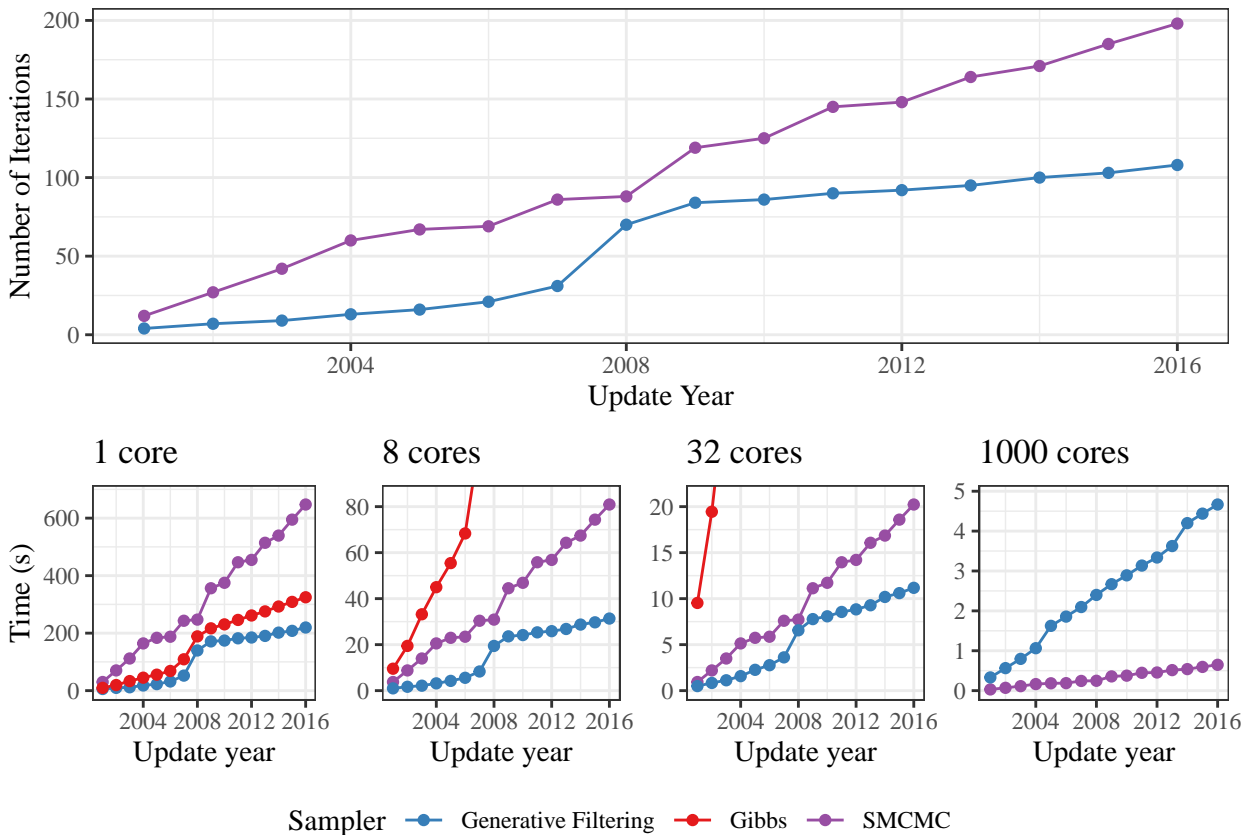 Number of Iterations
200
150
100
50
0
2004 2008 2012 2016
Update Year
1 core
8 cores
32 cores
1000 cores
Time (s)
600
400
200
0
2004 2008 2012 2016
Update year
80
60
40
20
0
2004 2008 2012 2016
Update year
20
15
10
5
0
2004 2008 2012 2016
Update year
5
4
3
2
1
0
2004 2008 2012 2016
Update year
Sampler Generative Filtering Gibbs SMCMC